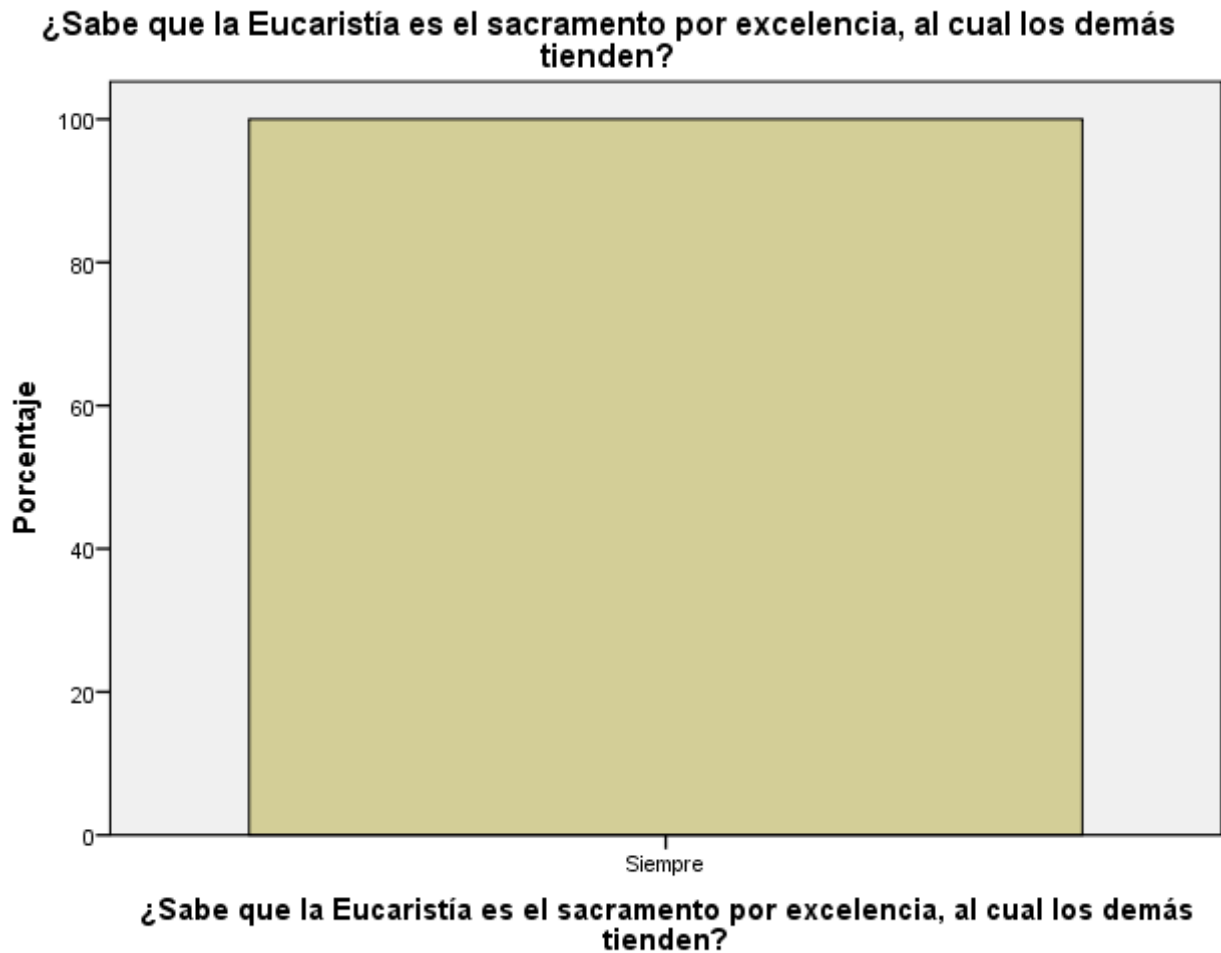 ¿Sabe que la Eucaristía es el sacramento por excelencia, al cual los demás
tienden?
100
80
60
40
20
0
Porcentaje
Siempre
¿Sabe que la Eucaristía es el sacramento por excelencia, al cual los demás
tienden?